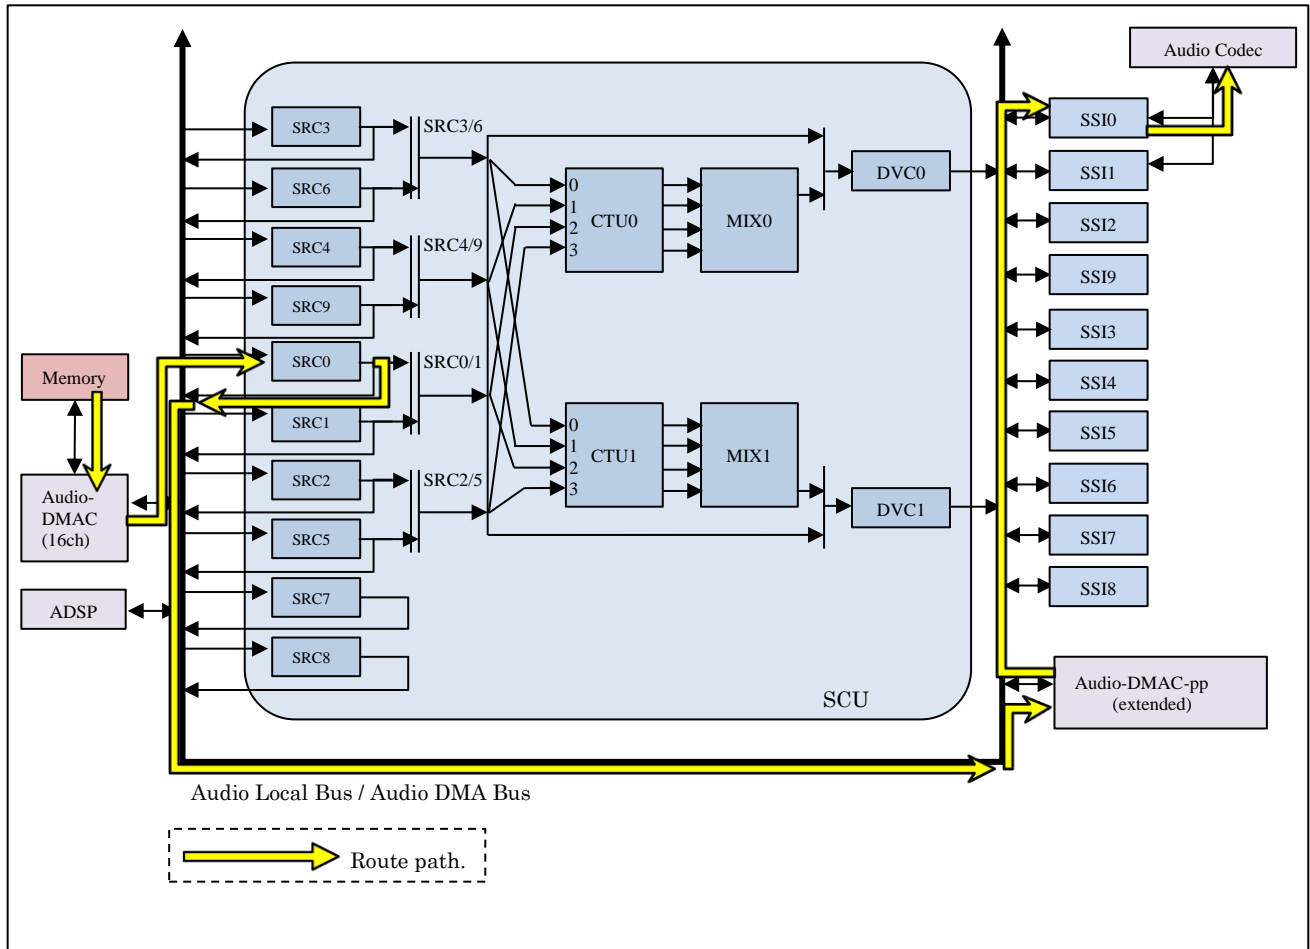 Audio Codec
SRC3
SRC3/6
SSI0
SRC6
SSI1
DVC0
0
1
2
3
CTU0
MIX0
SSI2
SRC4
SRC4/9
SSI9
SRC9
SSI3
Memory
SRC0
SRC0/1
SSI4
SRC1
0
1
2
3
CTU1
MIX1
SSI5
SRC2
SRC2/5
SSI6
Audio-
DMAC
(16ch)
DVC1
SRC5
SSI7
SSI8
ADSP
SRC7
SRC8
SCU
Audio-DMAC-pp
(extended)
Audio Local Bus / Audio DMA Bus
Route path.